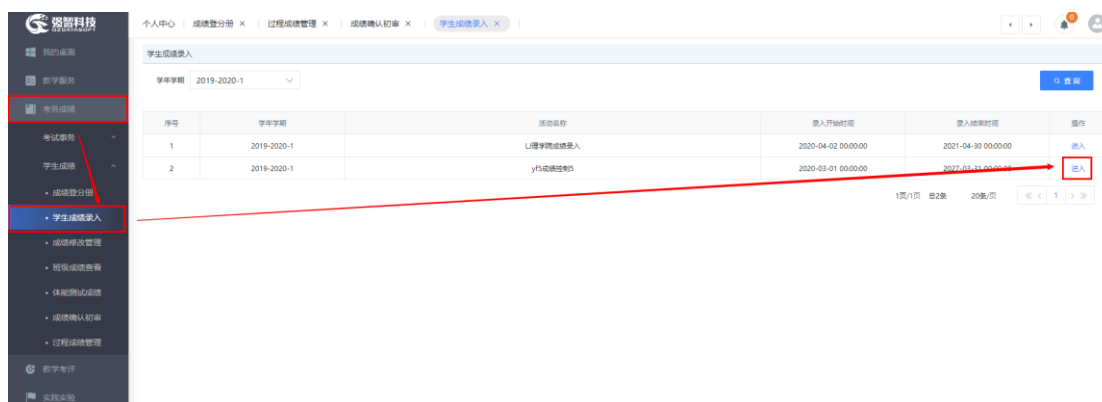 强智科技
QZDATASOFT
个人中心 成绩登分册 × 过程成绩管理 × 成绩确认初审 × 学生成绩录入 ×
0
我的桌面
教学服务
考务成绩
考试事务
学生成绩
• 成绩登分册
• 学生成绩录入
• 成绩修改管理
• 班级成绩查看
• 体能测试成绩
• 成绩确认初审
• 过程成绩管理
教学考评
实践实验
学生成绩录入
学年学期 2019-2020-1
查 询
序号 学年学期 活动名称 录入开始时间 录入结束时间 操作
1 2019-2020-1 LJ理学院成绩录入 2020-04-02 00:00:00 2021-04-30 00:00:00 进入
2 2019-2020-1 yf5成绩控制5 2020-03-01 00:00:00 2027-03-31 00:00:00 进入
1页/1页 总2条 20条/页 1